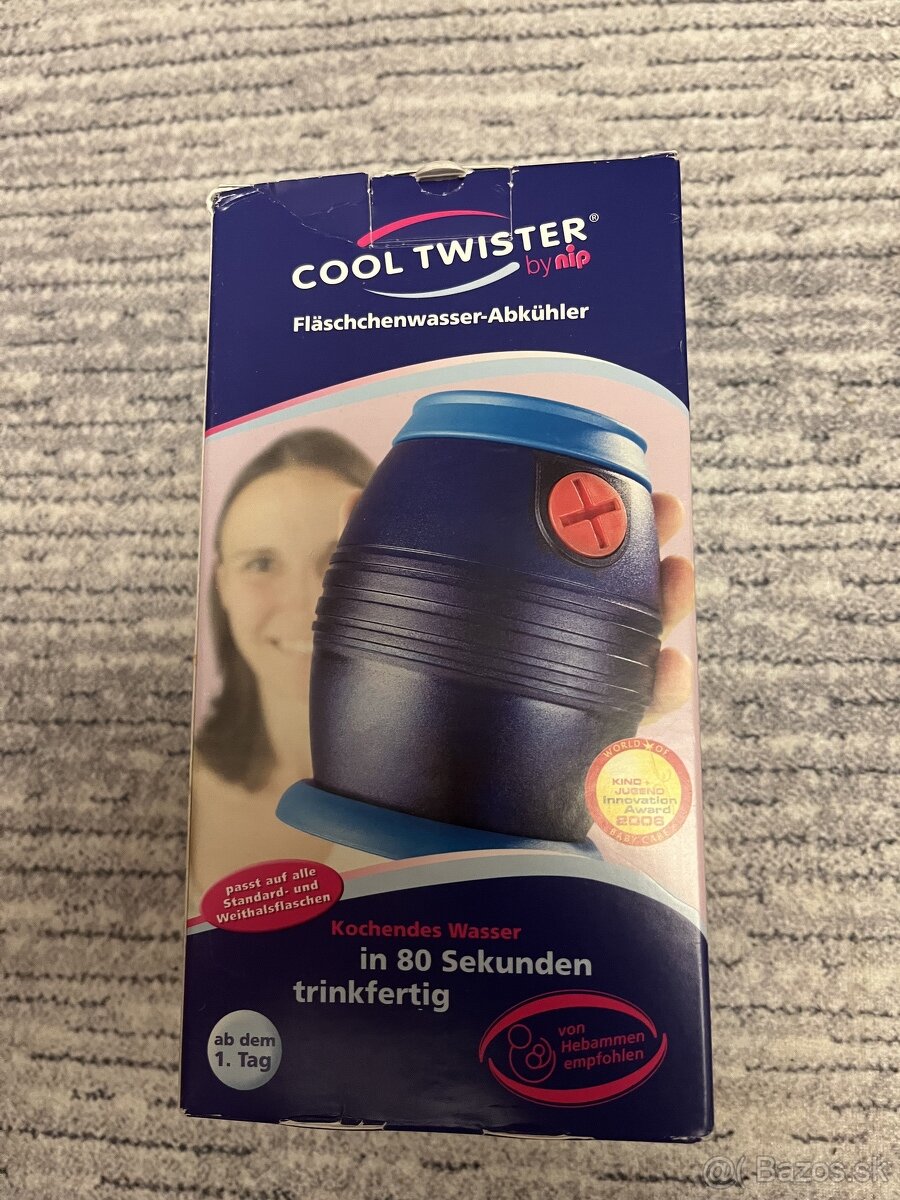 COOL TWISTER®
by nip
Fläschchenwasser-Abkühler
WORLD OF
KIND +
JUGEND
Innovation
Award
2006
BABY CARE
passt auf alle
Standard- und
Weithalsflaschen
Kochendes Wasser
in 80 Sekunden
trinkfertig
ab dem
1. Tag
von
Hebammen
empfohlen
Bazos.sk